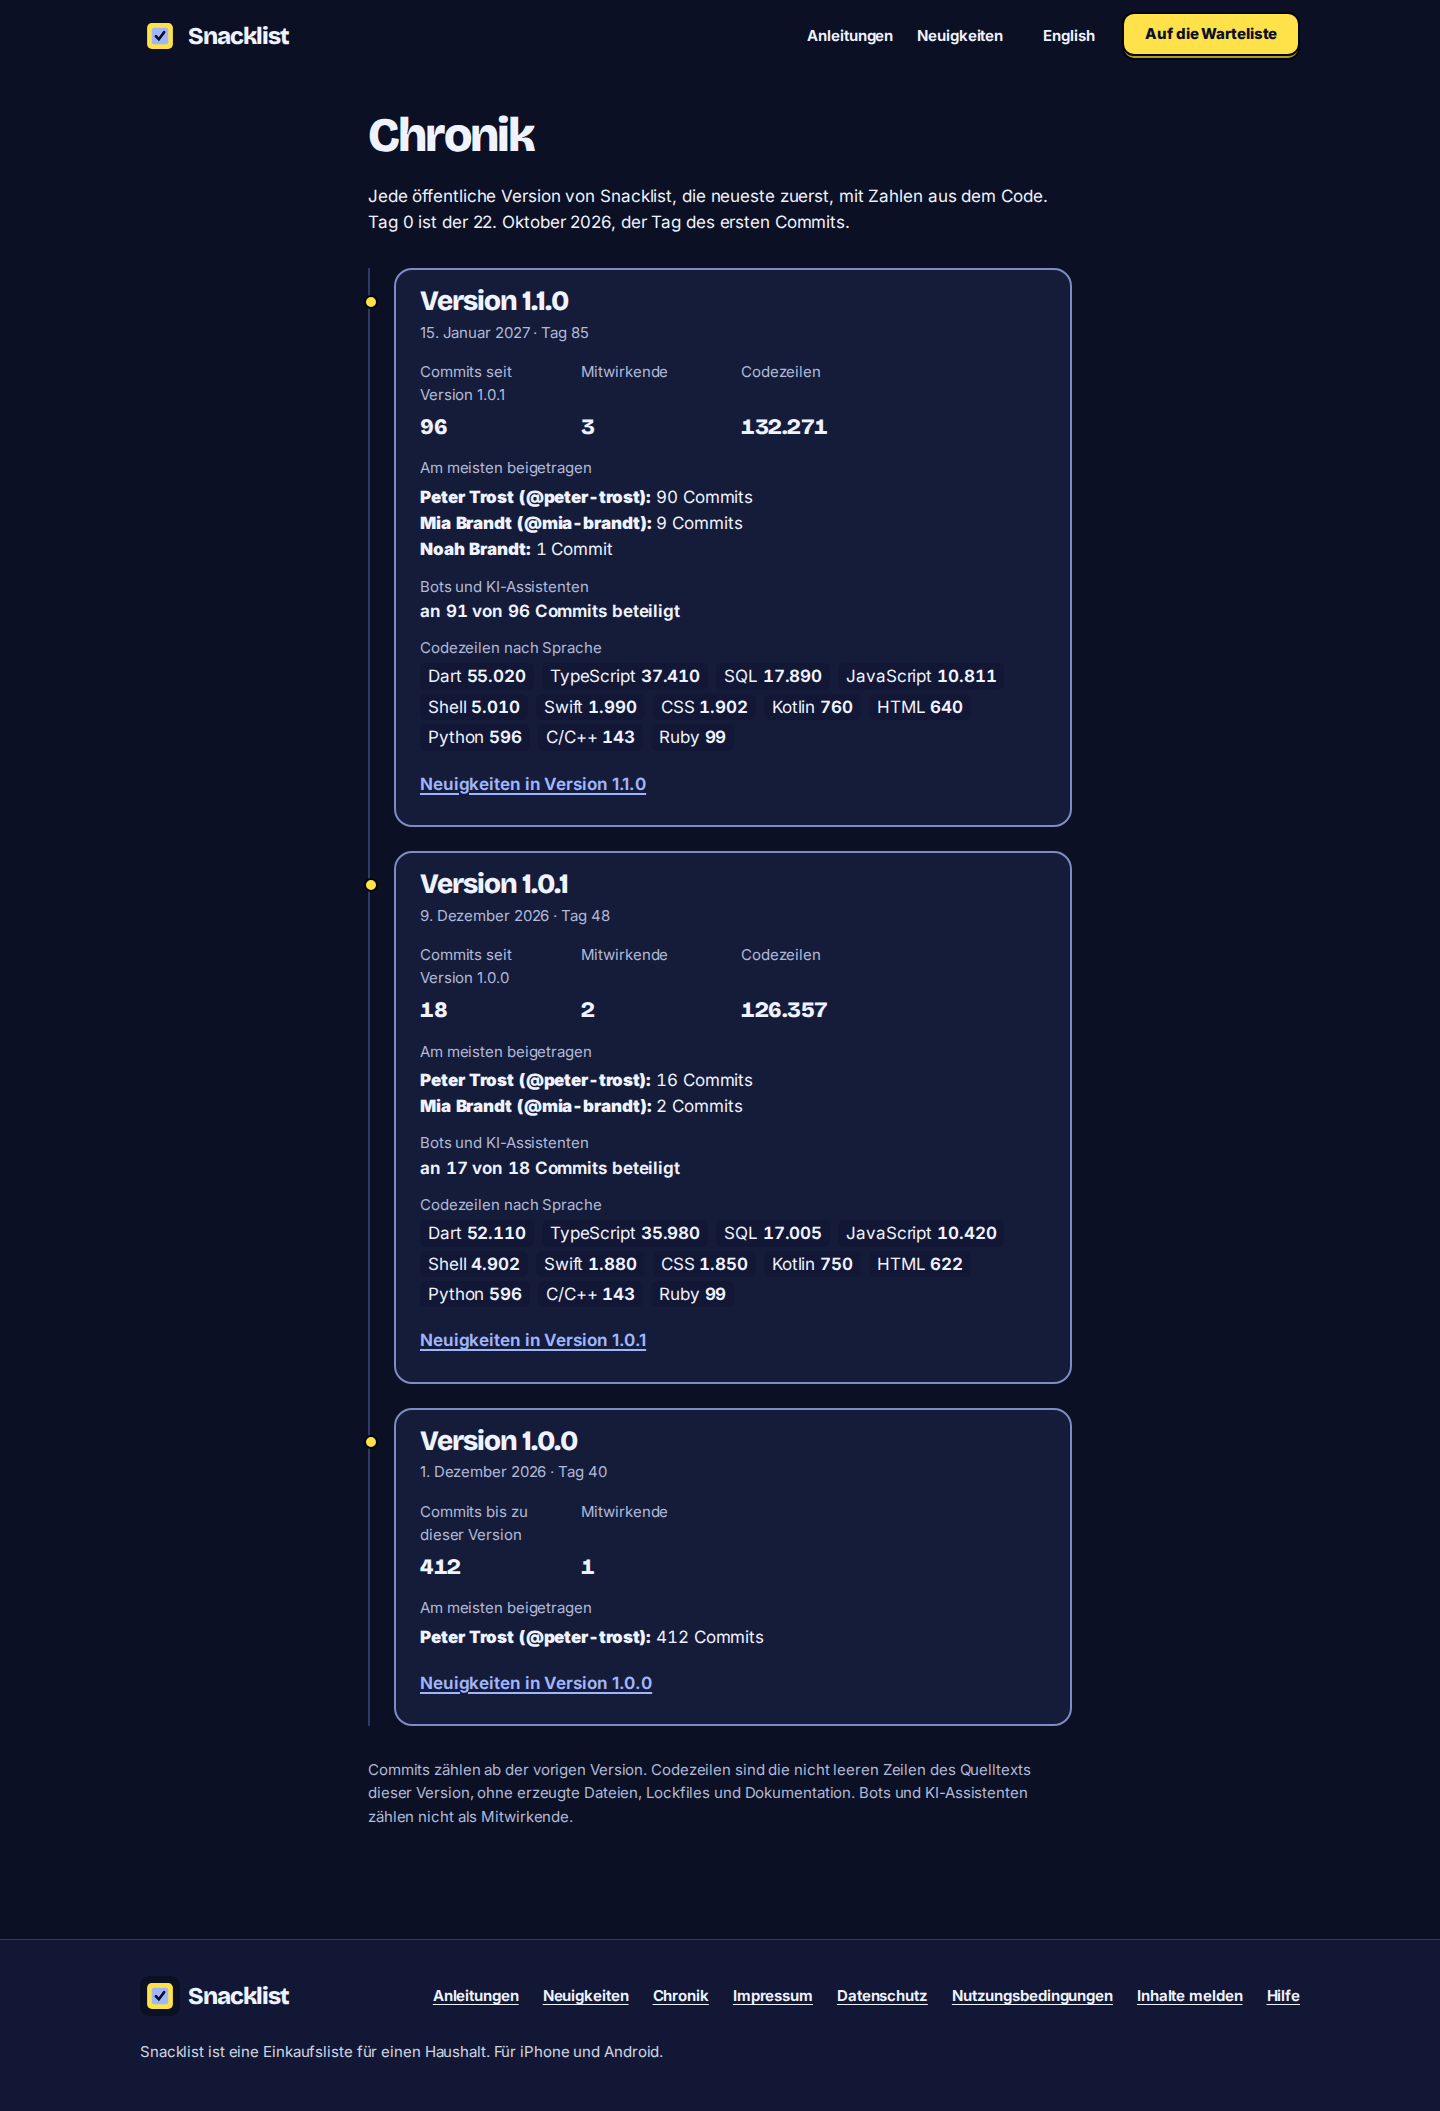 Snacklist
Anleitungen
Neuigkeiten
English
Auf die Warteliste
Chronik
Jede öffentliche Version von Snacklist, die neueste zuerst, mit Zahlen aus dem Code.
Tag 0 ist der 22. Oktober 2026, der Tag des ersten Commits.
Version 1.1.0
15. Januar 2027 · Tag 85
Commits seit
Version 1.0.1
96
Mitwirkende
3
Codezeilen
132.271
Am meisten beigetragen
Peter Trost (@peter-trost): 90 Commits
Mia Brandt (@mia-brandt): 9 Commits
Noah Brandt: 1 Commit
Bots und KI-Assistenten
an 91 von 96 Commits beteiligt
Codezeilen nach Sprache
Dart 55.020 TypeScript 37.410 SQL 17.890 JavaScript 10.811
Shell 5.010 Swift 1.990 CSS 1.902 Kotlin 760 HTML 640
Python 596 C/C++ 143 Ruby 99
Neuigkeiten in Version 1.1.0
Version 1.0.1
9. Dezember 2026 · Tag 48
Commits seit
Version 1.0.0
18
Mitwirkende
2
Codezeilen
126.357
Am meisten beigetragen
Peter Trost (@peter-trost): 16 Commits
Mia Brandt (@mia-brandt): 2 Commits
Bots und KI-Assistenten
an 17 von 18 Commits beteiligt
Codezeilen nach Sprache
Dart 52.110 TypeScript 35.980 SQL 17.005 JavaScript 10.420
Shell 4.902 Swift 1.880 CSS 1.850 Kotlin 750 HTML 622
Python 596 C/C++ 143 Ruby 99
Neuigkeiten in Version 1.0.1
Version 1.0.0
1. Dezember 2026 · Tag 40
Commits bis zu
dieser Version
412
Mitwirkende
1
Am meisten beigetragen
Peter Trost (@peter-trost): 412 Commits
Neuigkeiten in Version 1.0.0
Commits zählen ab der vorigen Version. Codezeilen sind die nicht leeren Zeilen des Quelltexts
dieser Version, ohne erzeugte Dateien, Lockfiles und Dokumentation. Bots und KI-Assistenten
zählen nicht als Mitwirkende.
Snacklist
Anleitungen
Neuigkeiten
Chronik
Impressum
Datenschutz
Nutzungsbedingungen
Inhalte melden
Hilfe
Snacklist ist eine Einkaufsliste für einen Haushalt. Für iPhone und Android.